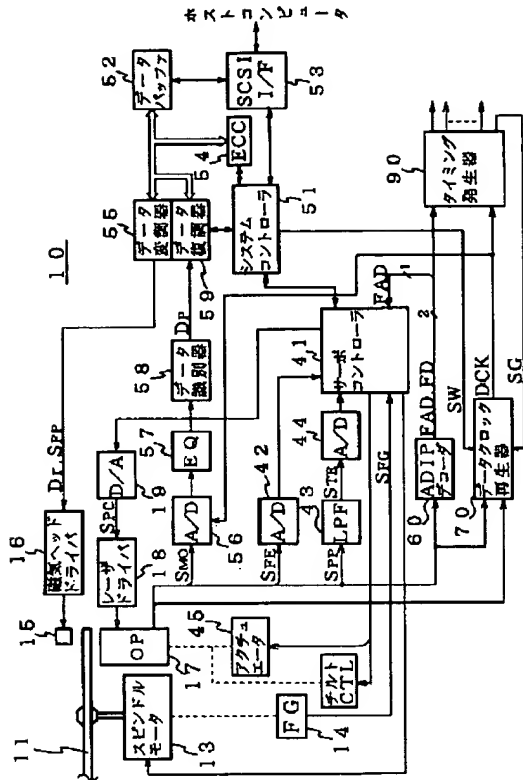 10
ホストコンピュータ
52
データ
バッファ
SCSI
I/F
53
ECC
54
55
データ
変調器
データ
復調器
59
システム
コントローラ
51
90
タイミング
発生器
Dr, SPP
DP
58
データ
識別器
57
EQ
16
磁気ヘッド
ドライバ
15
19
D/A
SPC
18
レーザ
ドライバ
SMO
A/D
56
OP
17
11
スピンドル
モータ
13
FG
14
チルト
CTL
45
アクチュ
エータ
SFE
A/D
42
SPP
LPF
43
STE
A/D
44
41
サーボ
コントローラ
FAD
1
SFG
60
ADIP
デコーダ
FAD, FD
2
SW
70
データクロック
再生器
DCK
SG